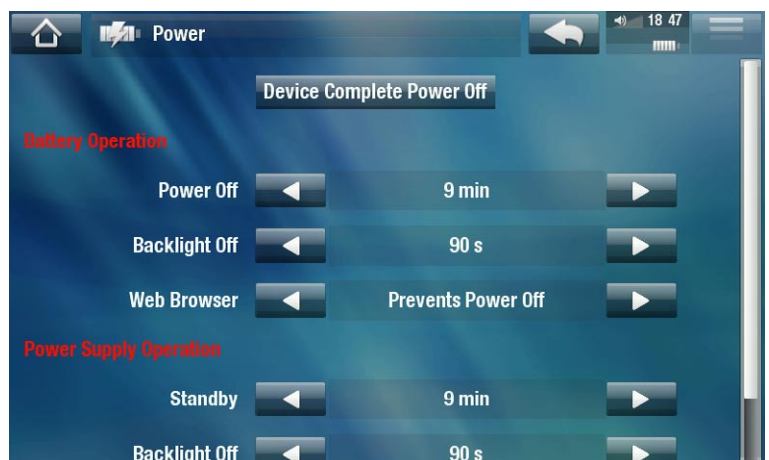 Power
18 47
Device Complete Power Off
Battery Operation
Power Off 9 min
Backlight Off 90 s
Web Browser Prevents Power Off
Power Supply Operation
Standby 9 min
Backlight Off 90 s